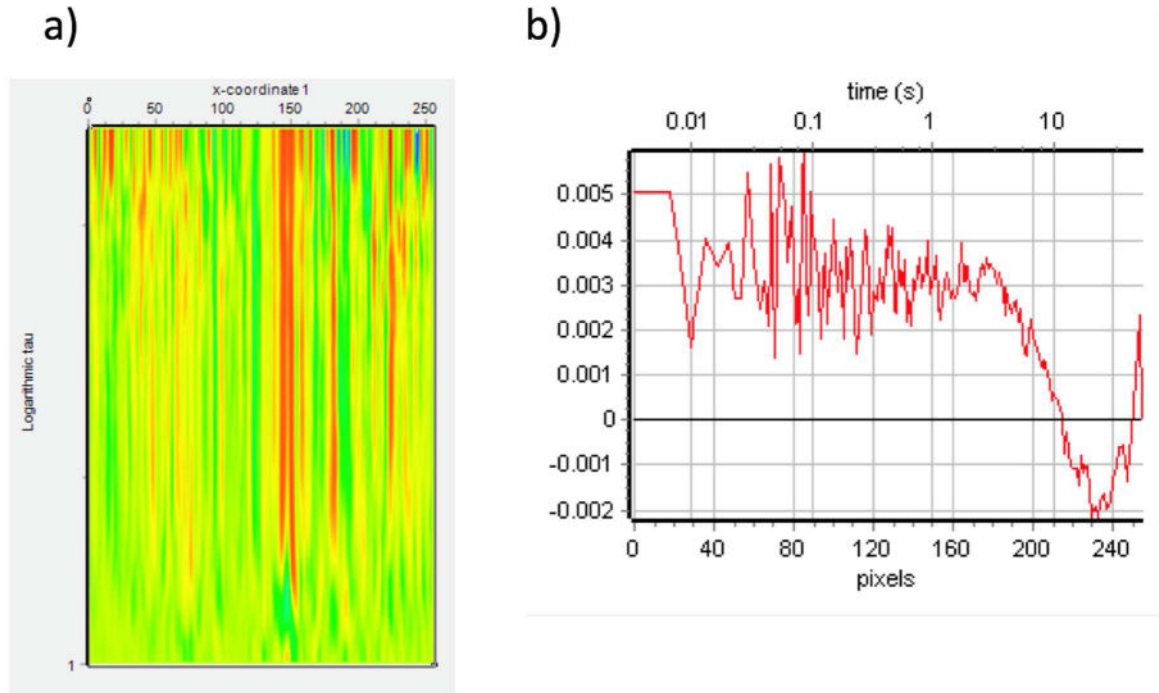 a)
x-coordinate 1
0 50 100 150 200 250
Logarithmic tau
1
b)
time (s)
0.01 0.1 1 10
0.005
0.004
0.003
0.002
0.001
0
-0.001
-0.002
0 40 80 120 160 200 240
pixels